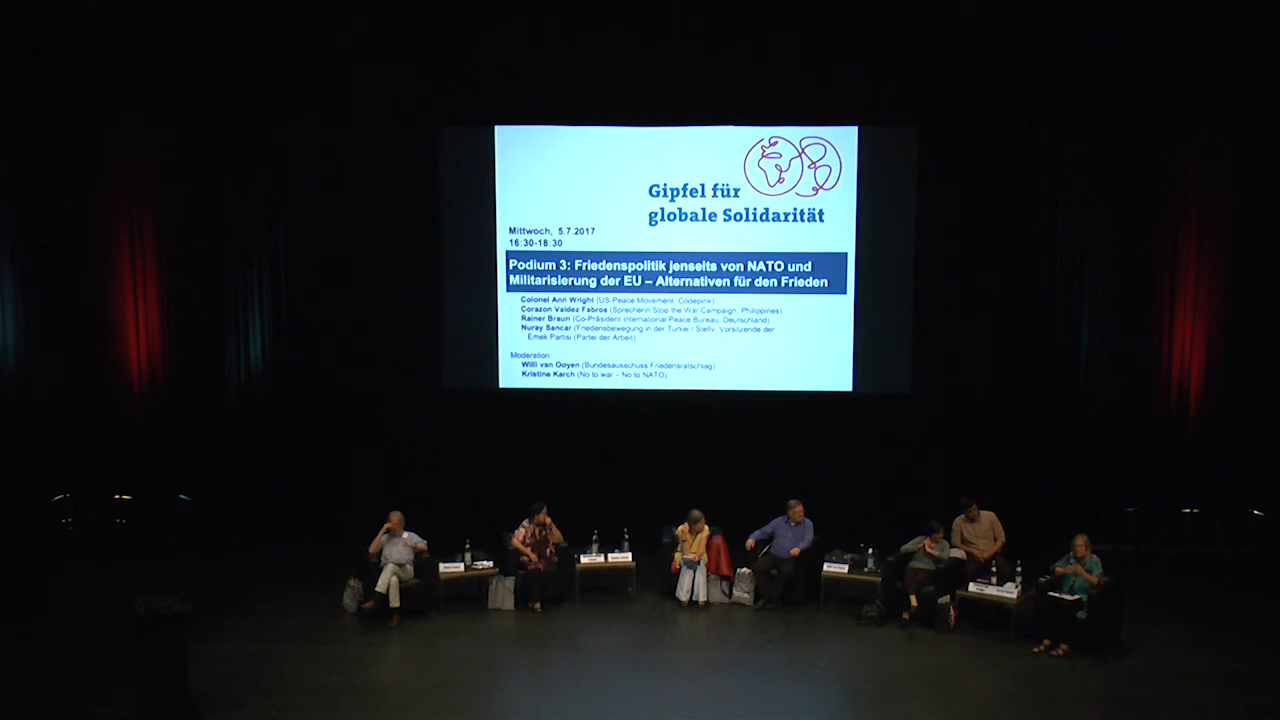 Gipfel für
globale Solidarität
Mittwoch, 5.7.2017
16:30-18:30
Podium 3: Friedenspolitik jenseits von NATO und
Militarisierung der EU – Alternativen für den Frieden
Colonel Ann Wright (US-Peace Movement, Codepink)
Corazon Valdez Fabros (Sprecherin Stop the War Campaign, Philippines)
Rainer Braun (Co-Präsident International Peace Bureau, Deutschland)
Nuray Sancar (Friedensbewegung in der Türkei / Stellv. Vorsitzende der
Emek Partisi (Partei der Arbeit)
Moderation:
Willi van Ooyen (Bundesausschuss Friedensratschlag)
Kristine Karch (No to war – No to NATO)